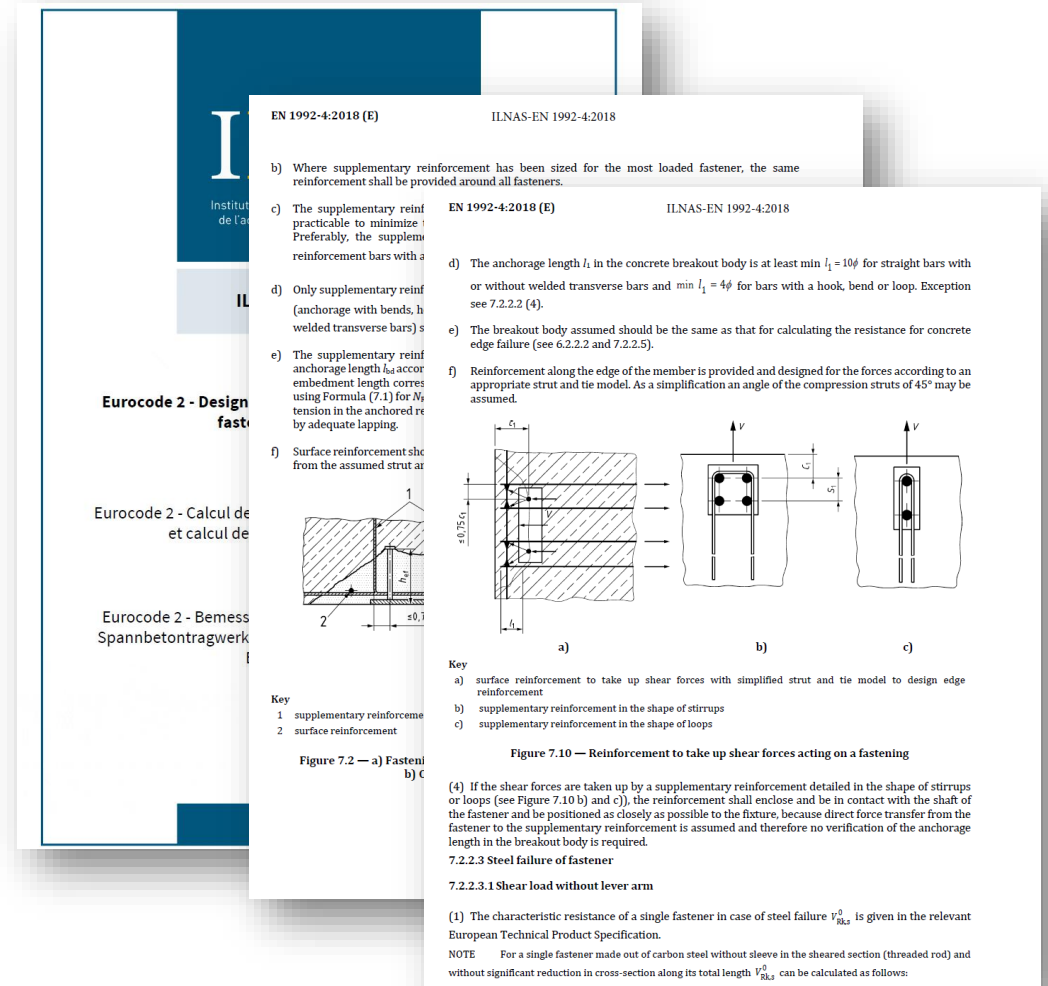 Institut
de l'a
IL
Eurocode 2 - Design
faste
Eurocode 2 - Calcul de
et calcul de
Eurocode 2 - Bemess
Spannbetontragwerk
EN 1992-4:2018 (E) ILNAS-EN 1992-4:2018
b) Where supplementary reinforcement has been sized for the most loaded fastener, the same
reinforcement shall be provided around all fasteners.
c) The supplementary reinf
practicable to minimize
Preferably, the suppleme
reinforcement bars with a
d) Only supplementary reinf
(anchorage with bends, h
welded transverse bars) s
e) The supplementary reinf
anchorage length lbd accor
embedment length corres
using Formula (7.1) for N
tension in the anchored re
by adequate lapping.
f) Surface reinforcement sho
from the assumed strut ar
1
hef
2
≤0,7
Key
1 supplementary reinforceme
2 surface reinforcement
Figure 7.2 — a) Fasteni
b) C
EN 1992-4:2018 (E) ILNAS-EN 1992-4:2018
d) The anchorage length l1 in the concrete breakout body is at least min l1 = 10ϕ for straight bars with
or without welded transverse bars and min l1 = 4ϕ for bars with a hook, bend or loop. Exception
see 7.2.2.2 (4).
e) The breakout body assumed should be the same as that for calculating the resistance for concrete
edge failure (see 6.2.2.2 and 7.2.2.5).
f) Reinforcement along the edge of the member is provided and designed for the forces according to an
appropriate strut and tie model. As a simplification an angle of the compression struts of 45° may be
assumed.
c1
≤0,75 c1
V
l1
V
c1
s1
V
a) b) c)
Key
a) surface reinforcement to take up shear forces with simplified strut and tie model to design edge
reinforcement
b) supplementary reinforcement in the shape of stirrups
c) supplementary reinforcement in the shape of loops
Figure 7.10 — Reinforcement to take up shear forces acting on a fastening
(4) If the shear forces are taken up by a supplementary reinforcement detailed in the shape of stirrups
or loops (see Figure 7.10 b) and c)), the reinforcement shall enclose and be in contact with the shaft of
the fastener and be positioned as closely as possible to the fixture, because direct force transfer from the
fastener to the supplementary reinforcement is assumed and therefore no verification of the anchorage
length in the breakout body is required.
7.2.2.3 Steel failure of fastener
7.2.2.3.1 Shear load without lever arm
(1) The characteristic resistance of a single fastener in case of steel failure V0Rk,s is given in the relevant
European Technical Product Specification.
NOTE For a single fastener made out of carbon steel without sleeve in the sheared section (threaded rod) and
without significant reduction in cross-section along its total length V0Rk,s can be calculated as follows: